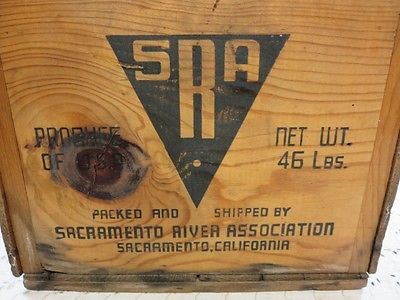 SRA
PRODUCE
OF U.S.A.
NET WT.
46 LBS.
PACKED AND SHIPPED BY
SACRAMENTO RIVER ASSOCIATION
SACRAMENTO, CALIFORNIA